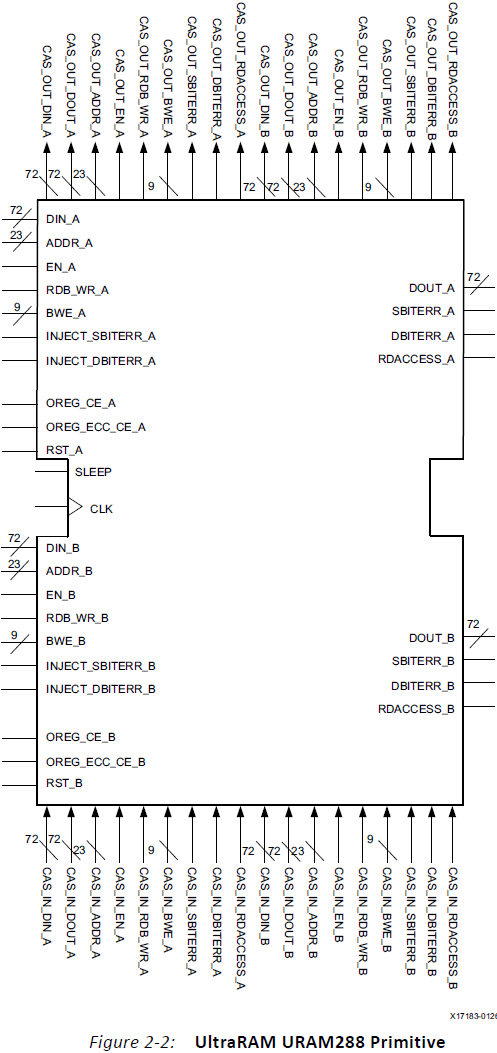 CAS_OUT_DIN_A
CAS_OUT_DOUT_A
CAS_OUT_ADDR_A
CAS_OUT_EN_A
CAS_OUT_RDB_WR_A
CAS_OUT_BWE_A
CAS_OUT_SBITERR_A
CAS_OUT_DBITERR_A
CAS_OUT_RDACCESS_A
CAS_OUT_DIN_B
CAS_OUT_DOUT_B
CAS_OUT_ADDR_B
CAS_OUT_EN_B
CAS_OUT_RDB_WR_B
CAS_OUT_BWE_B
CAS_OUT_SBITERR_B
CAS_OUT_DBITERR_B
CAS_OUT_RDACCESS_B
72 72 23 9 72 72 23 9
72 DIN_A
23 ADDR_A
EN_A
RDB_WR_A
9 BWE_A
INJECT_SBITERR_A
INJECT_DBITERR_A
OREG_CE_A
OREG_ECC_CE_A
RST_A
DOUT_A 72
SBITERR_A
DBITERR_A
RDACCESS_A
SLEEP
CLK
72 DIN_B
23 ADDR_B
EN_B
RDB_WR_B
9 BWE_B
INJECT_SBITERR_B
INJECT_DBITERR_B
OREG_CE_B
OREG_ECC_CE_B
RST_B
DOUT_B 72
SBITERR_B
DBITERR_B
RDACCESS_B
72 72 23 9 72 72 23 9
CAS_IN_DIN_A
CAS_IN_DOUT_A
CAS_IN_ADDR_A
CAS_IN_EN_A
CAS_IN_RDB_WR_A
CAS_IN_BWE_A
CAS_IN_SBITERR_A
CAS_IN_DBITERR_A
CAS_IN_RDACCESS_A
CAS_IN_DIN_B
CAS_IN_DOUT_B
CAS_IN_ADDR_B
CAS_IN_EN_B
CAS_IN_RDB_WR_B
CAS_IN_BWE_B
CAS_IN_SBITERR_B
CAS_IN_DBITERR_B
CAS_IN_RDACCESS_B
X17183-0126
Figure 2-2: UltraRAM URAM288 Primitive